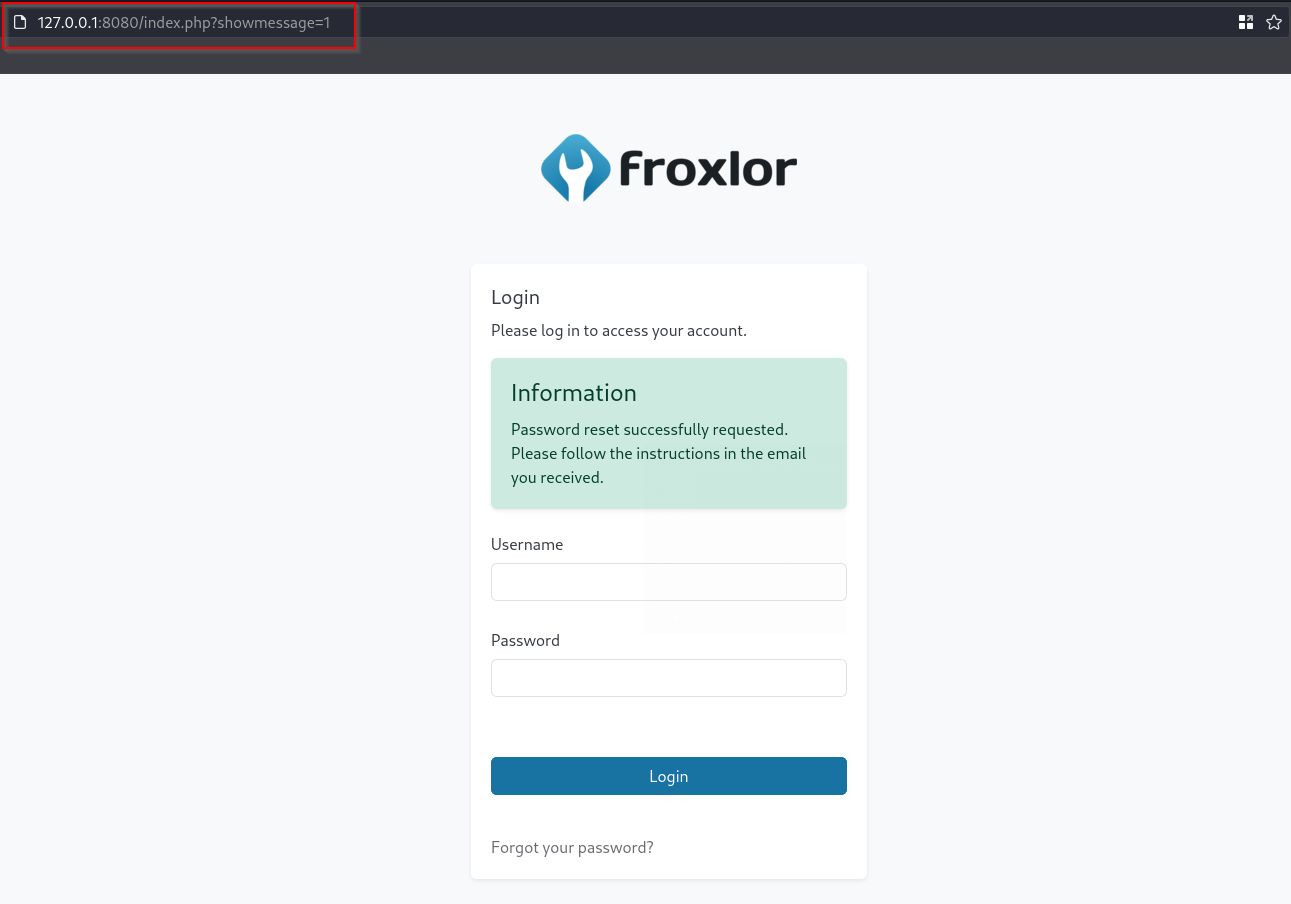 127.0.0.1:8080/index.php?showmessage=1
froxlor
Login
Please log in to access your account.
Information
Password reset successfully requested.
Please follow the instructions in the email
you received.
Username
Password
Login
Forgot your password?